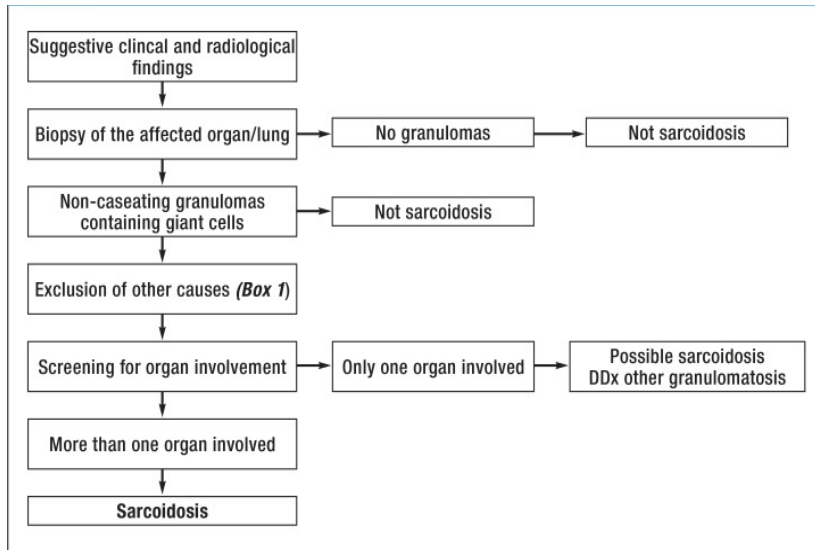 Suggestive clincal and radiological
findings
Biopsy of the affected organ/lung
No granulomas
Not sarcoidosis
Non-caseating granulomas
containing giant cells
Not sarcoidosis
Exclusion of other causes (Box 1)
Screening for organ involvement
Only one organ involved
Possible sarcoidosis
DDx other granulomatosis
More than one organ involved
Sarcoidosis